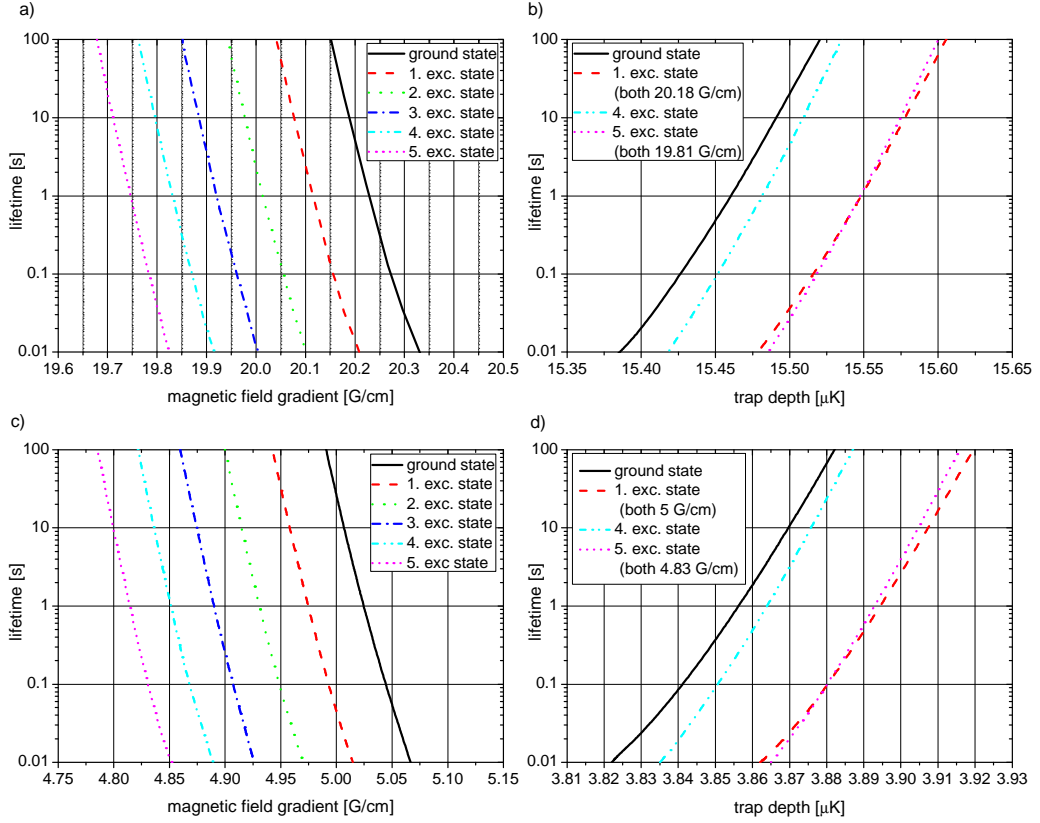 a)
100
10
1
0.1
0.01
lifetime [s]
19.6 19.7 19.8 19.9 20.0 20.1 20.2 20.3 20.4 20.5
magnetic field gradient [G/cm]
ground state
1. exc. state
2. exc. state
3. exc. state
4. exc. state
5. exc. state
b)
100
10
1
0.1
0.01
lifetime [s]
15.35 15.40 15.45 15.50 15.55 15.60 15.65
trap depth [μK]
ground state
1. exc. state
(both 20.18 G/cm)
4. exc. state
5. exc. state
(both 19.81 G/cm)
c)
100
10
1
0.1
0.01
lifetime [s]
4.75 4.80 4.85 4.90 4.95 5.00 5.05 5.10 5.15
magnetic field gradient [G/cm]
ground state
1. exc. state
2. exc. state
3. exc. state
4. exc. state
5. exc state
d)
100
10
1
0.1
0.01
lifetime [s]
3.81 3.82 3.83 3.84 3.85 3.86 3.87 3.88 3.89 3.90 3.91 3.92 3.93
trap depth [μK]
ground state
1. exc. state
(both 5 G/cm)
4. exc. state
5. exc. state
(both 4.83 G/cm)